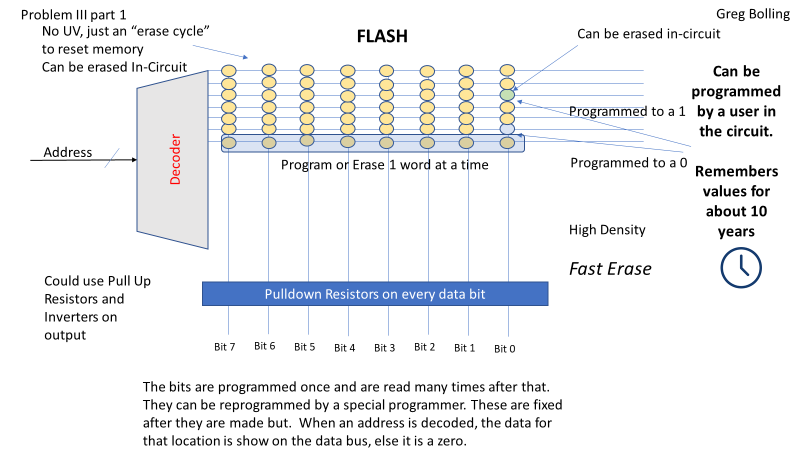 Problem III part 1
Greg Bolling
No UV, just an “erase cycle”
to reset memory
Can be erased In-Circuit
FLASH
Can be erased in-circuit
Can be
programmed
by a user in
the circuit.
Programmed to a 1
Address
Decoder
Program or Erase 1 word at a time
Programmed to a 0
Remembers
values for
about 10
years
High Density
Fast Erase
Could use Pull Up
Resistors and
Inverters on
output
Pulldown Resistors on every data bit
Bit 7 Bit 6 Bit 5 Bit 4 Bit 3 Bit 2 Bit 1 Bit 0
The bits are programmed once and are read many times after that.
They can be reprogrammed by a special programmer. These are fixed
after they are made but.  When an address is decoded, the data for
that location is show on the data bus, else it is a zero.